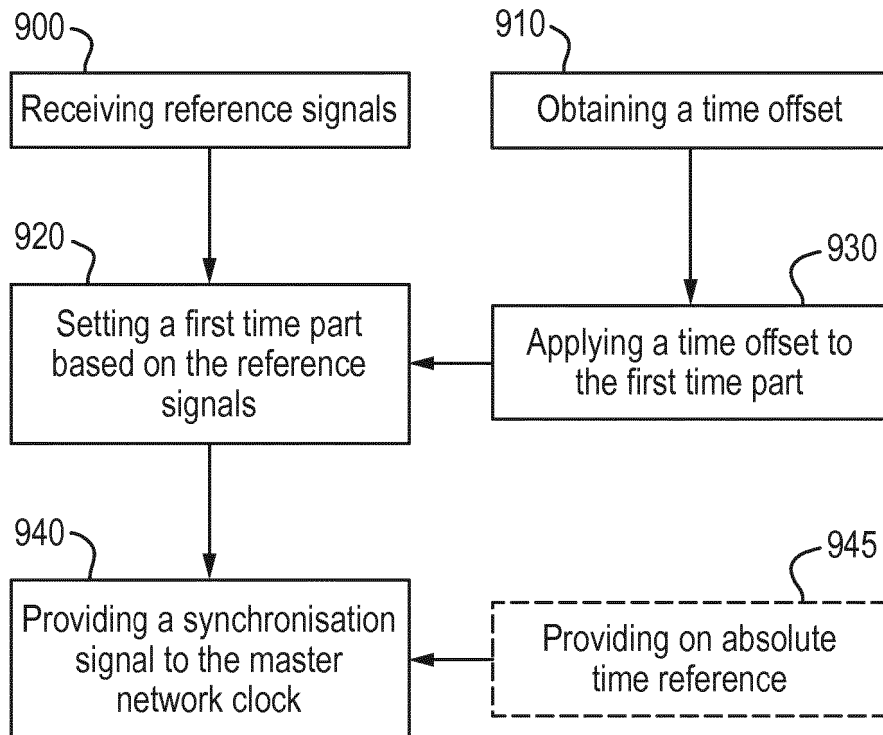 900
Receiving reference signals
910
Obtaining a time offset
920
Setting a first time part
based on the reference
signals
930
Applying a time offset to
the first time part
940
Providing a synchronisation
signal to the master
network clock
945
Providing on absolute
time reference